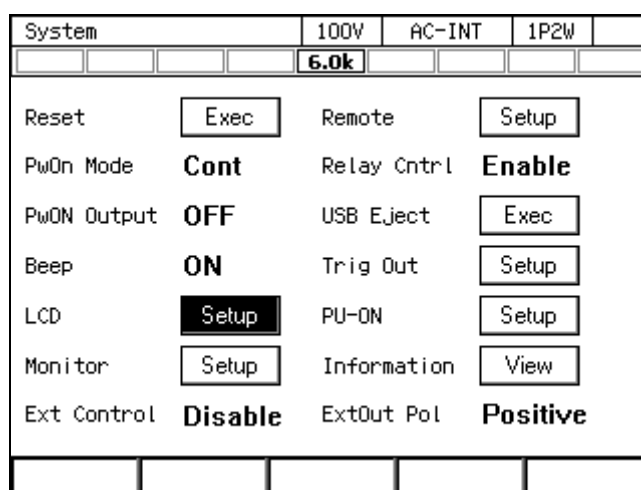 System 100V AC-INT 1P2W
6.0k
Reset Exec Remote Setup
PwOn Mode Cont Relay Cntrl Enable
PwON Output OFF USB Eject Exec
Beep ON Trig Out Setup
LCD Setup PU-ON Setup
Monitor Setup Information View
Ext Control Disable ExtOut Pol Positive